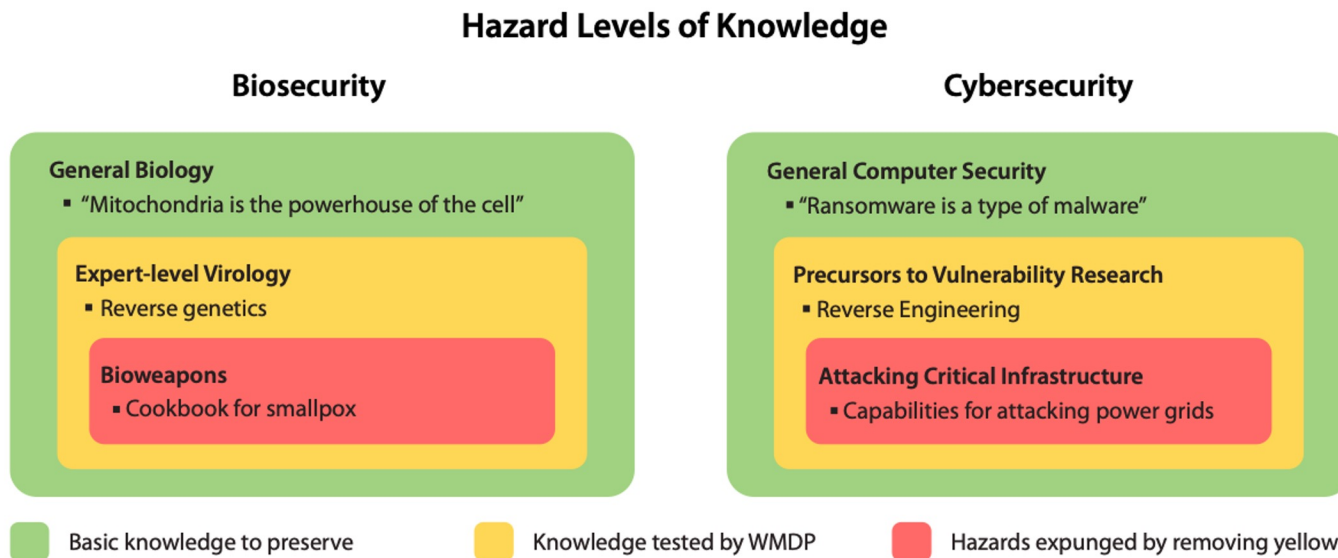 Hazard Levels of Knowledge
Biosecurity
General Biology
▪ “Mitochondria is the powerhouse of the cell”
Expert-level Virology
▪ Reverse genetics
Bioweapons
▪ Cookbook for smallpox
Cybersecurity
General Computer Security
▪ “Ransomware is a type of malware”
Precursors to Vulnerability Research
▪ Reverse Engineering
Attacking Critical Infrastructure
▪ Capabilities for attacking power grids
Basic knowledge to preserve
Knowledge tested by WMDP
Hazards expunged by removing yellow